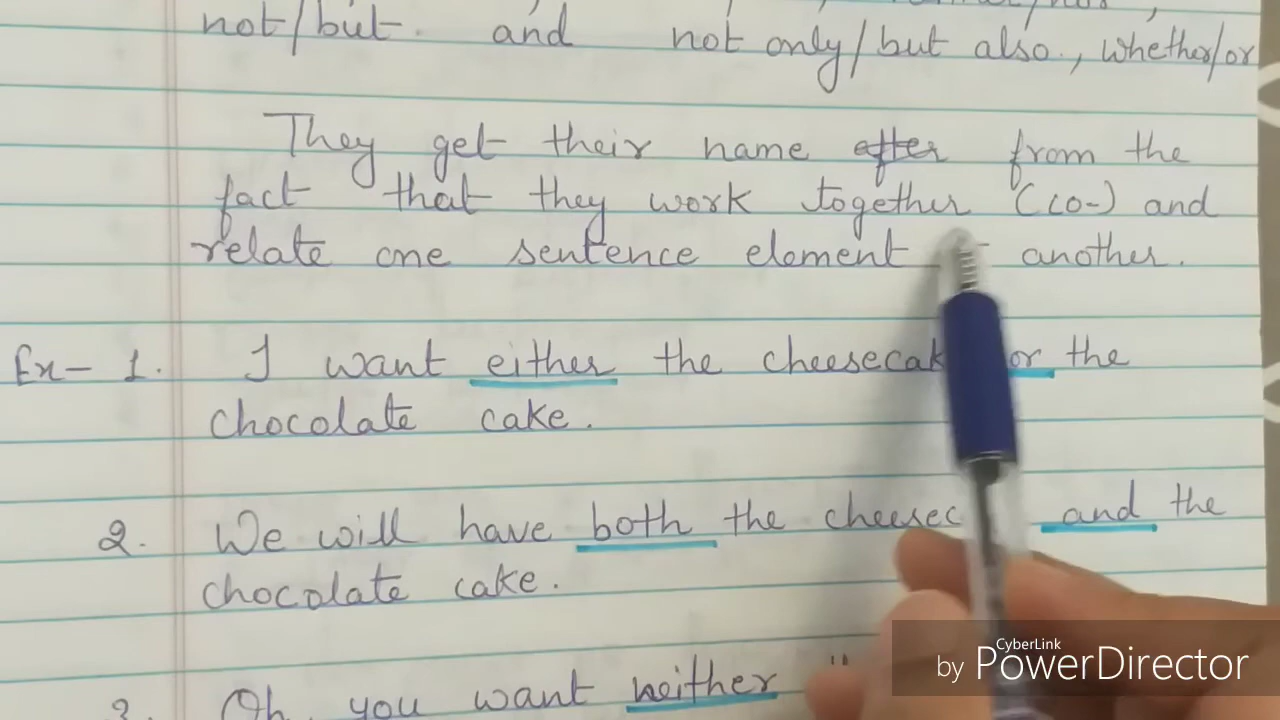 not/but. and not only/but also, whether/or
They get their name after from the
fact that they work together (co-) and
relate one sentence element another.
Ex- 1. I want either the cheesecak or the
chocolate cake.
2. We will have both the cheesec and the
chocolate cake.
3. Oh, you want neither
CyberLink
by PowerDirector